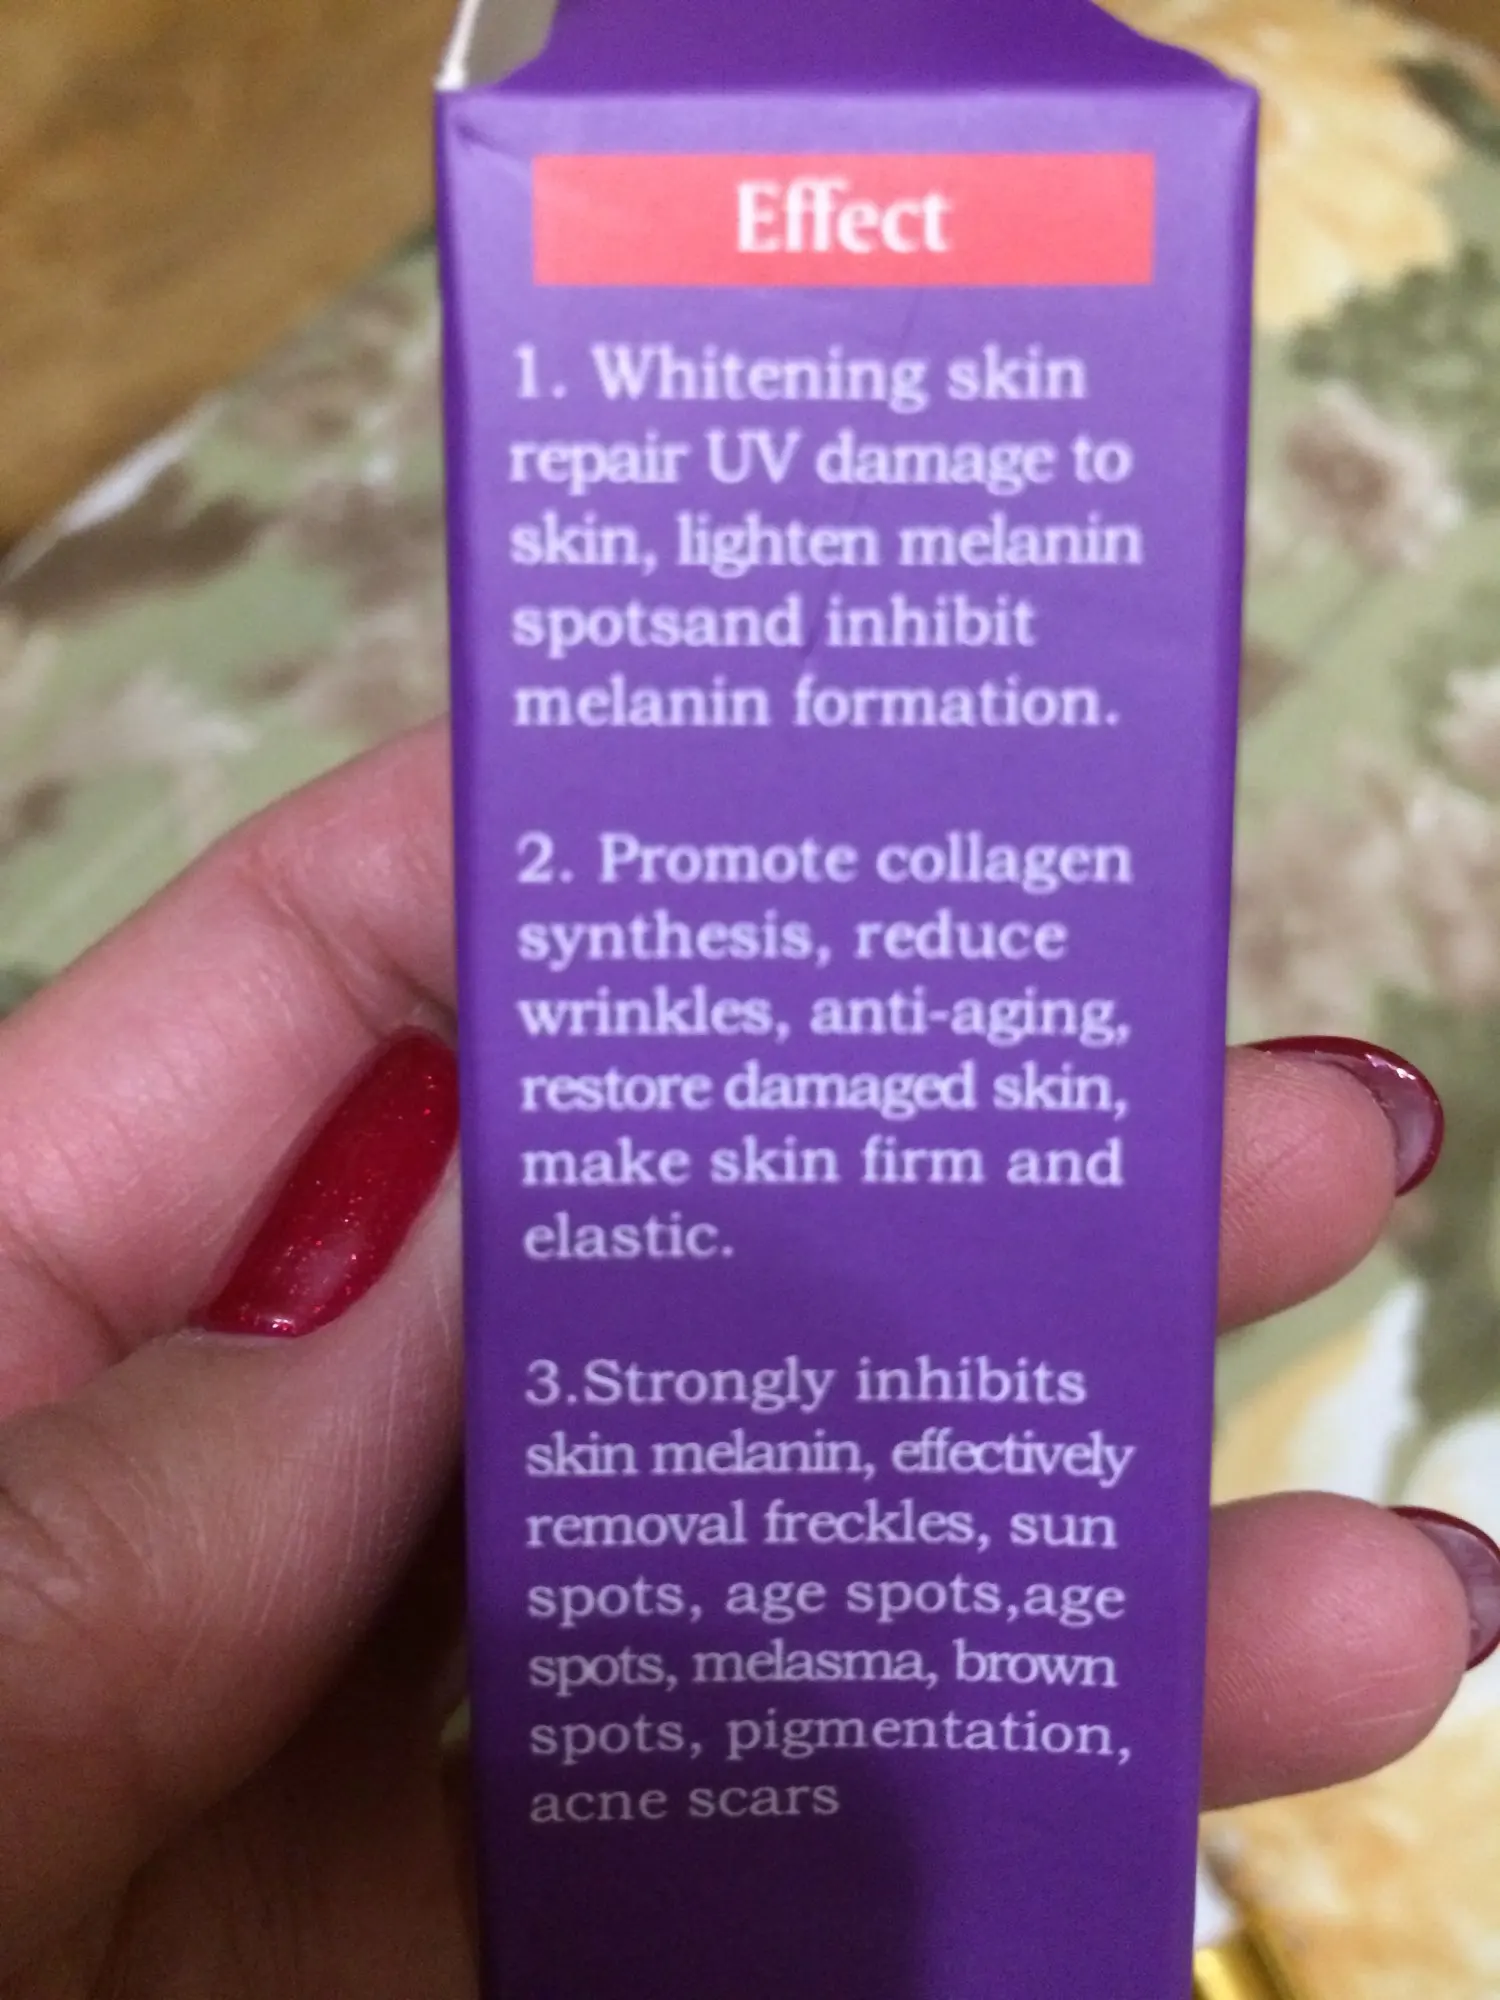 Effect
1. Whitening skin
repair UV damage to
skin, lighten melanin
spotsand inhibit
melanin formation.
2. Promote collagen
synthesis, reduce
wrinkles, anti-aging,
restore damaged skin,
make skin firm and
elastic.
3.Strongly inhibits
skin melanin, effectively
removal freckles, sun
spots, age spots,age
spots, melasma, brown
spots, pigmentation,
acne scars